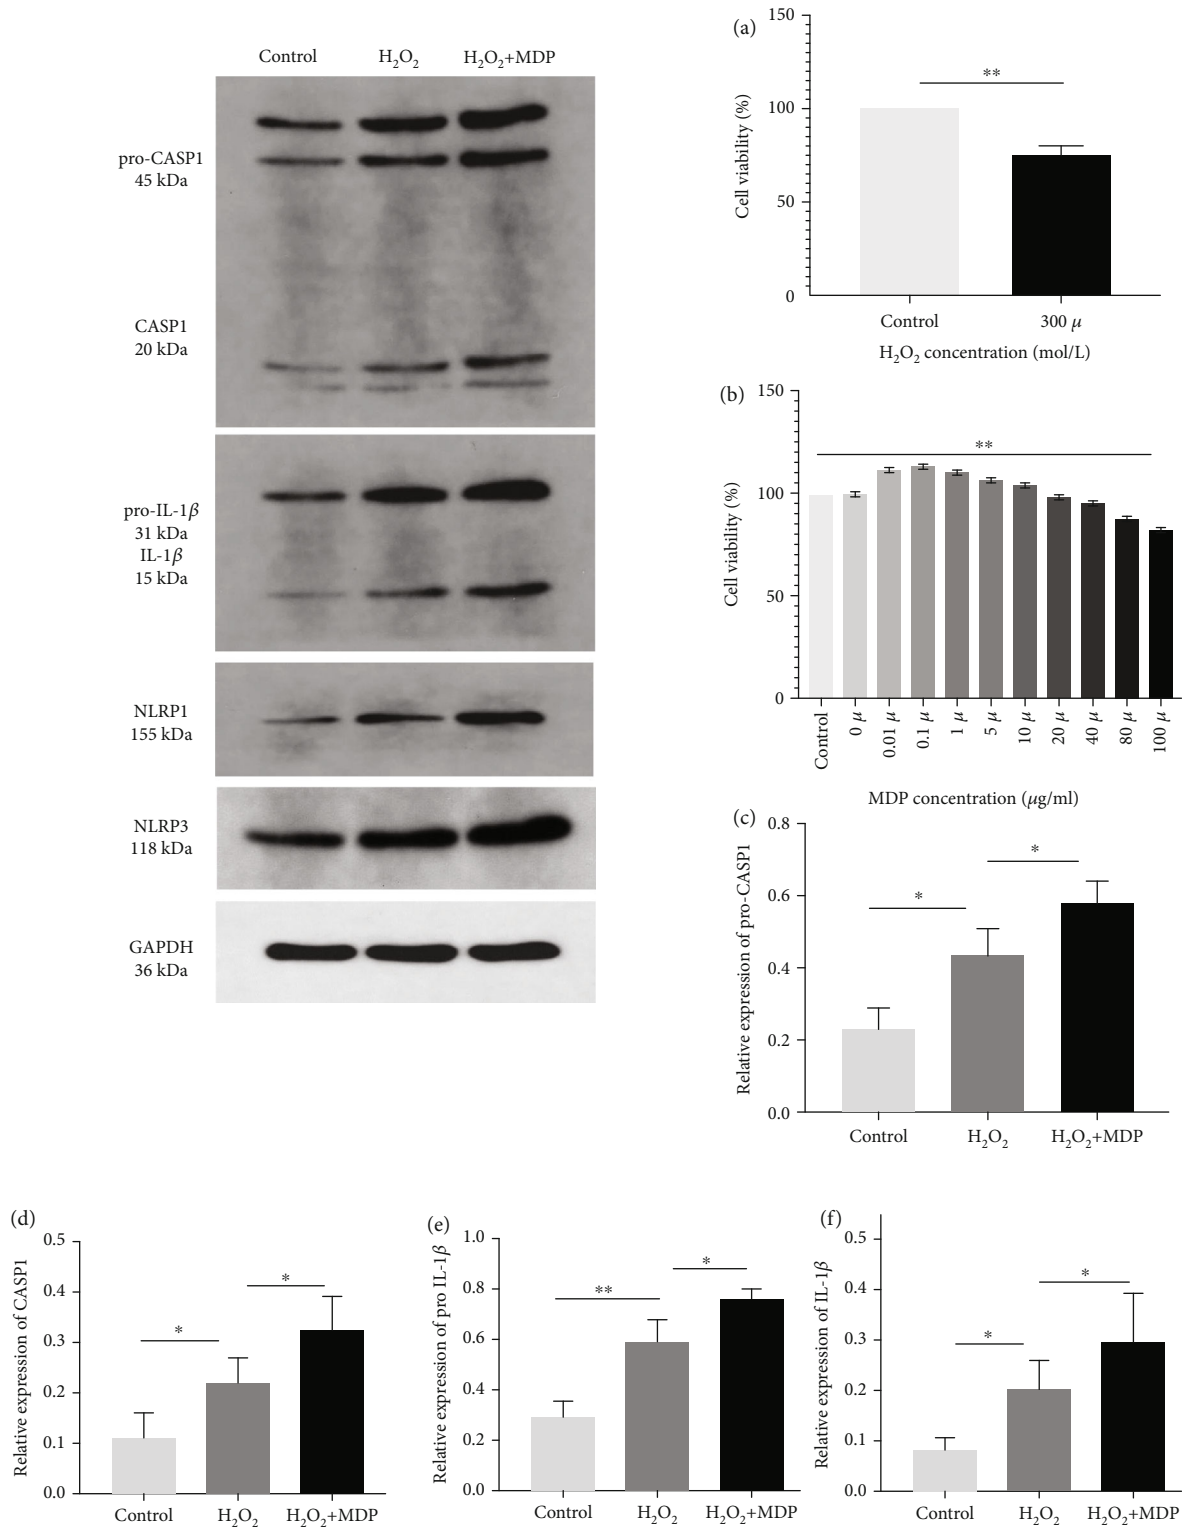 Control H₂O₂ H₂O₂+MDP
pro-CASP1
45 kDa
CASP1
20 kDa
pro-IL-1β
31 kDa
IL-1β
15 kDa
NLRP1
155 kDa
NLRP3
118 kDa
GAPDH
36 kDa
(a)
Cell viability (%)
150
100
50
0
**
Control 300 μ
H₂O₂ concentration (mol/L)
(b)
Cell viability (%)
150
100
50
0
**
Control 0 μ 0.01 μ 0.1 μ 1 μ 5 μ 10 μ 20 μ 40 μ 80 μ 100 μ
MDP concentration (μg/ml)
(c)
Relative expression of pro-CASP1
0.8
0.6
0.4
0.2
0.0
*
*
Control H₂O₂ H₂O₂+MDP
(d)
Relative expression of CASP1
0.5
0.4
0.3
0.2
0.1
0.0
*
*
Control H₂O₂ H₂O₂+MDP
(e)
Relative expression of pro IL-1β
1.0
0.8
0.6
0.4
0.2
0.0
**
*
Control H₂O₂ H₂O₂+MDP
(f)
Relative expression of IL-1β
0.5
0.4
0.3
0.2
0.1
0.0
*
*
Control H₂O₂ H₂O₂+MDP